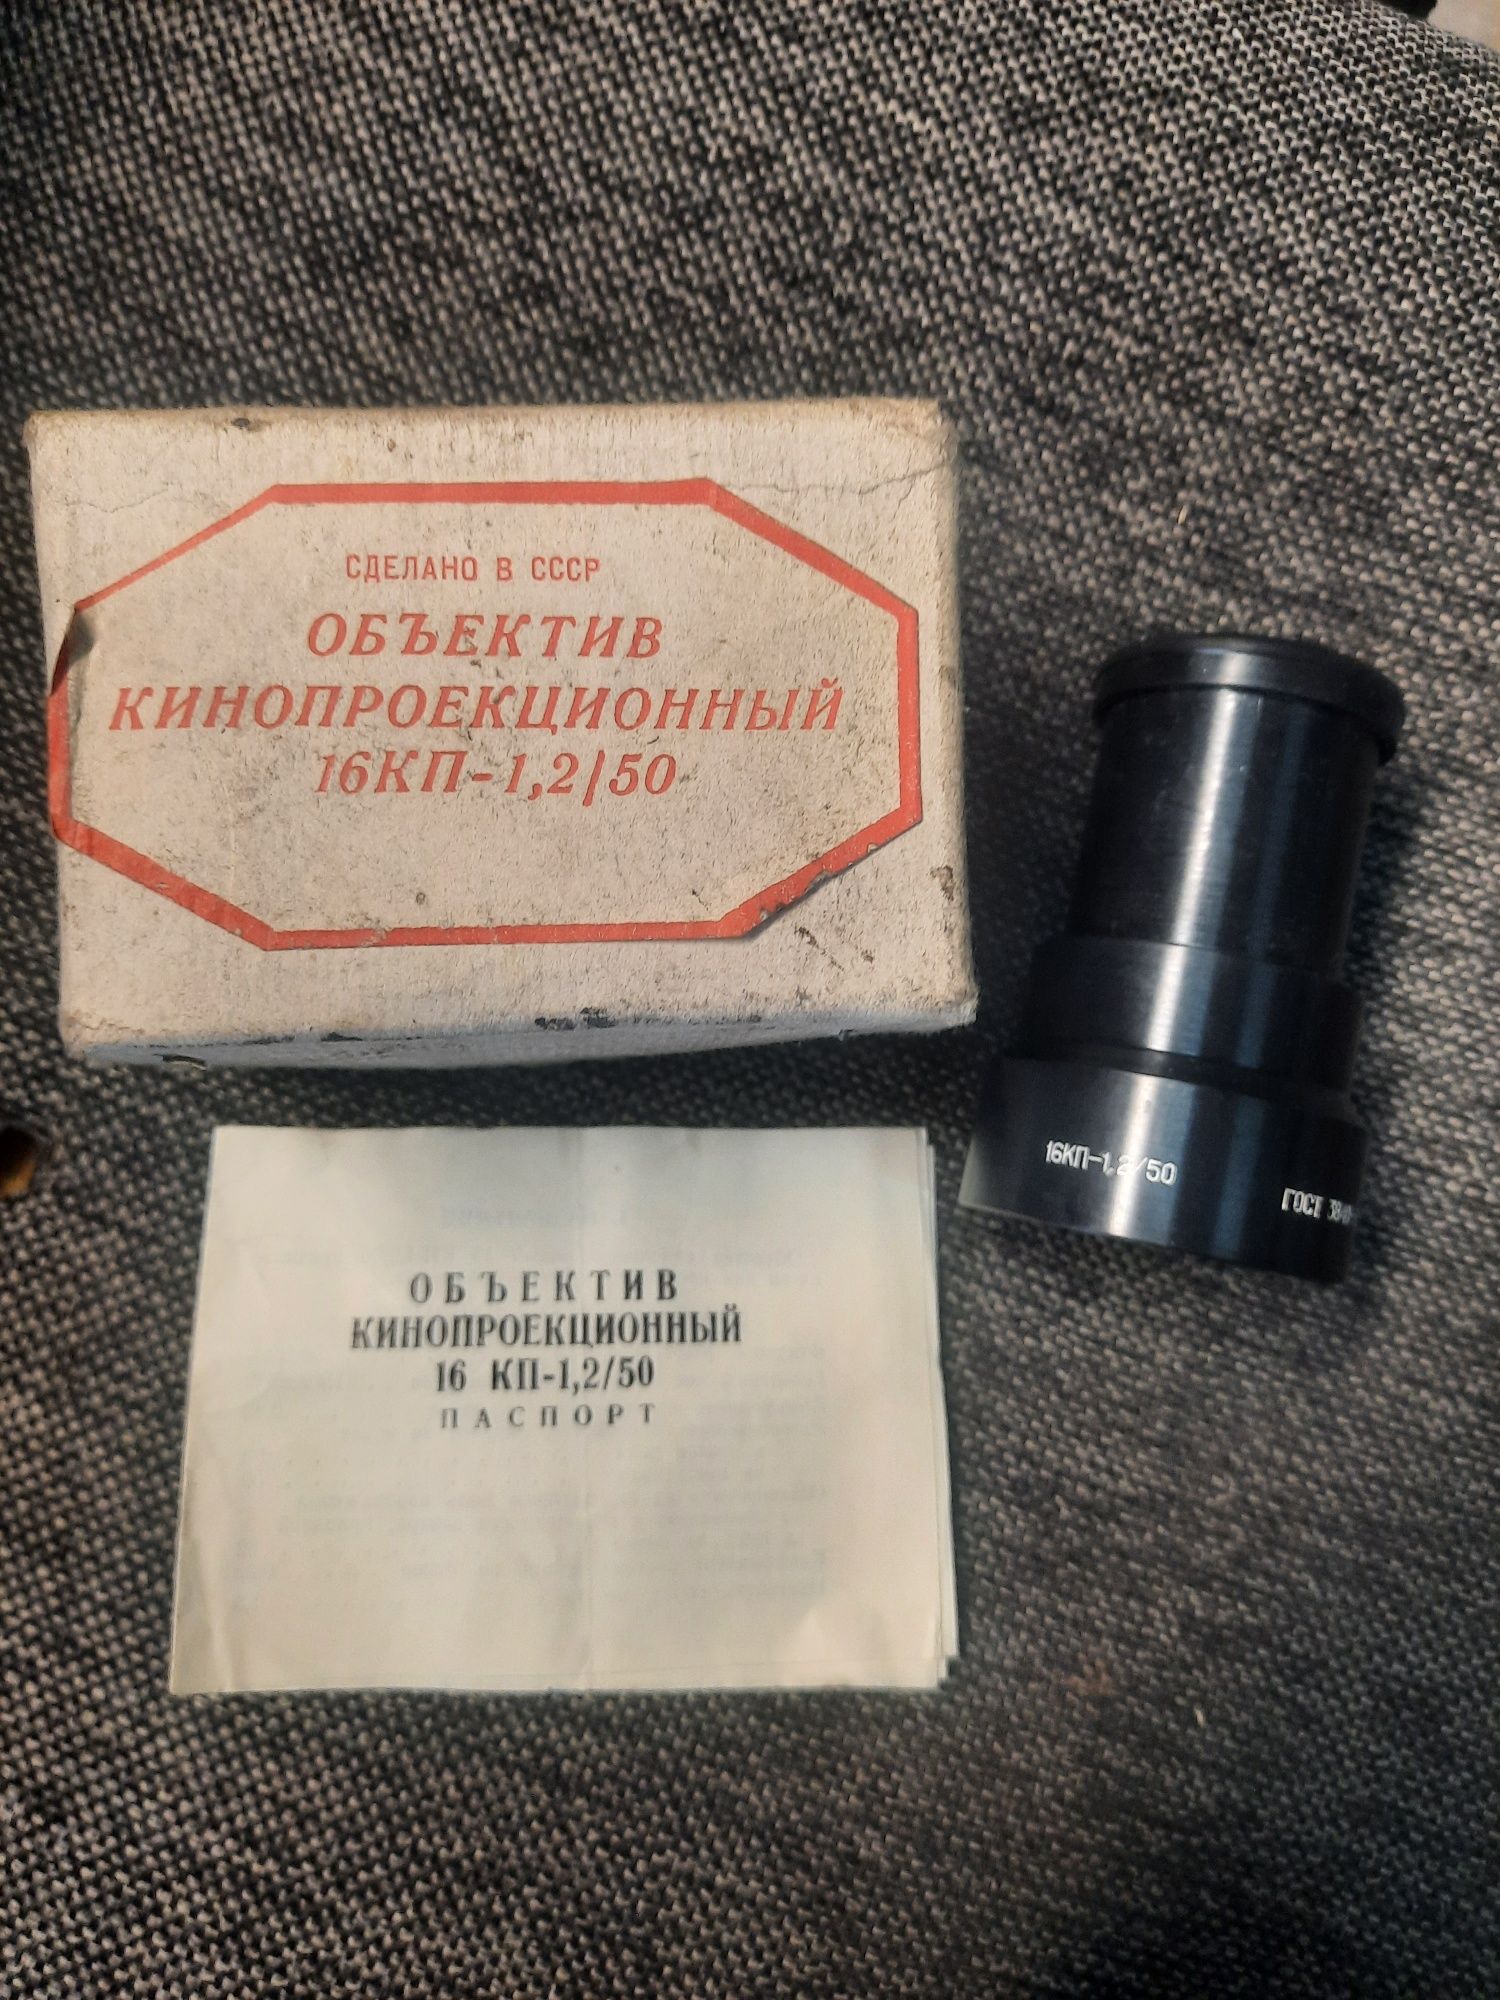 СДЕЛАНО В СССР
ОБЪЕКТИВ
КИНОПРОЕКЦИОННЫЙ
16КП-1,2/50
16КП-1,2/50
ГОСТ
ОБЪЕКТИВ
КИНОПРОЕКЦИОННЫЙ
16 КП-1,2/50
ПАСПОРТ